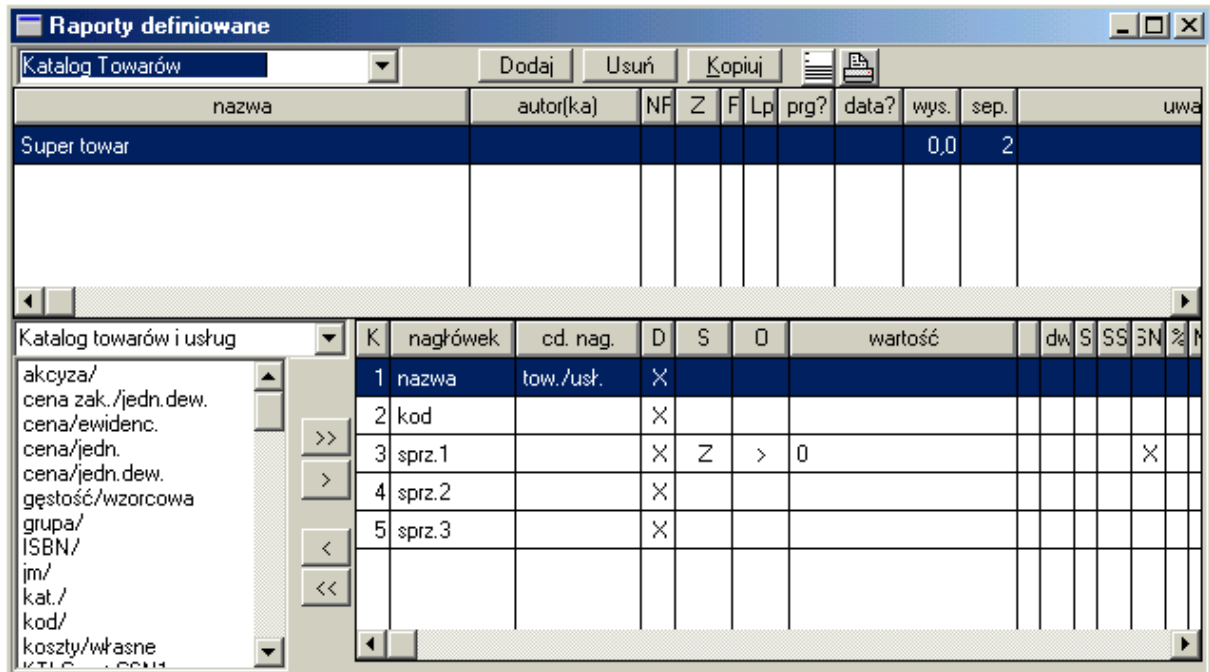 Raporty definiowane
Katalog Towarów Dodaj Usuń Kopiuj
nazwa autor(ka) NF Z F Lp prg? data? wys. sep. uwa
Super towar 0,0 2
Katalog towarów i usług K nagłówek cd. nag. D S O wartość dw S SS SN %
akcyza/ 1 nazwa tow./usł. X
cena zak./jedn.dew.
cena/ewidenc. 2 kod X
>>
cena/jedn. 3 sprz.1 X Z > 0 X
cena/jedn.dew.
>
gęstość/wzorcowa 4 sprz.2 X
grupa/ 5 sprz.3 X
ISBN/
<
jm/
kat./
<<
kod/
koszty/własne